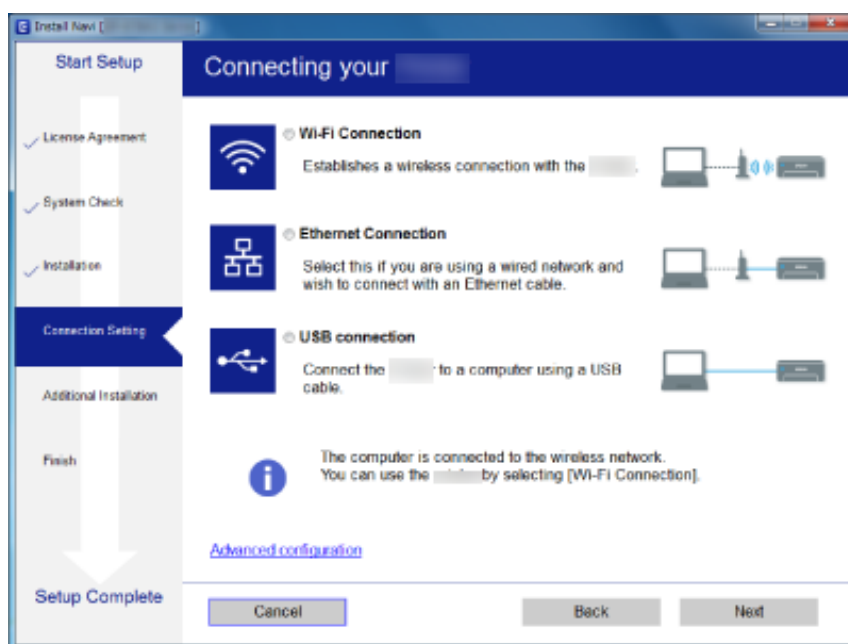 Install Navi [
]
Start Setup
License Agreement
System Check
Installation
Connection Setting
Additional Installation
Finish
Setup Complete
Connecting your
Wi-Fi Connection
Establishes a wireless connection with the .
Ethernet Connection
Select this if you are using a wired network and
wish to connect with an Ethernet cable.
USB connection
Connect the to a computer using a USB
cable.
The computer is connected to the wireless network.
You can use the by selecting [Wi-Fi Connection].
Advanced configuration
Cancel
Back
Next